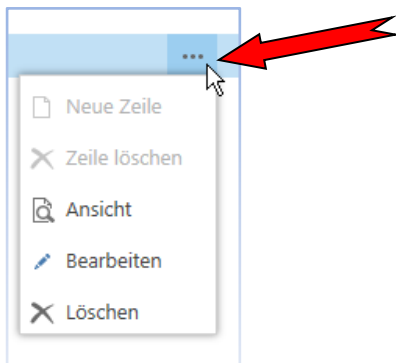 ...
Neue Zeile
Zeile löschen
Ansicht
Bearbeiten
Löschen